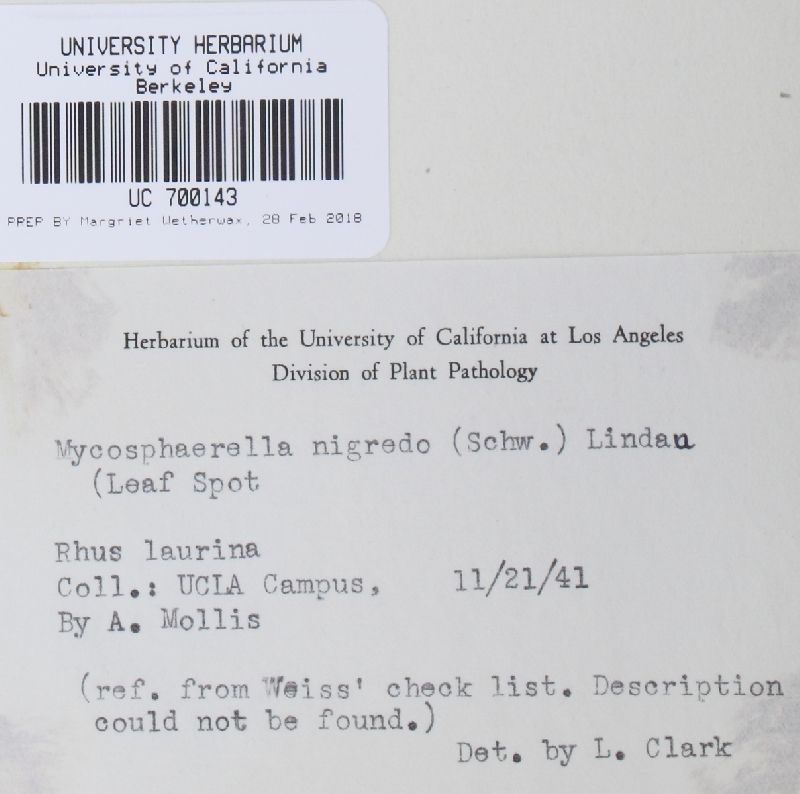 UNIVERSITY HERBARIUM
University of California
Berkeley
UC 700143
PREP BY Margriet Wetherwax, 28 Feb 2018
Herbarium of the University of California at Los Angeles
Division of Plant Pathology
Mycosphaerella nigredo (Schw.) Lindau
(Leaf Spot
Rhus laurina
Coll.: UCLA Campus, 11/21/41
By A. Mollis
(ref. from Weiss' check list. Description
could not be found.)
Det. by L. Clark